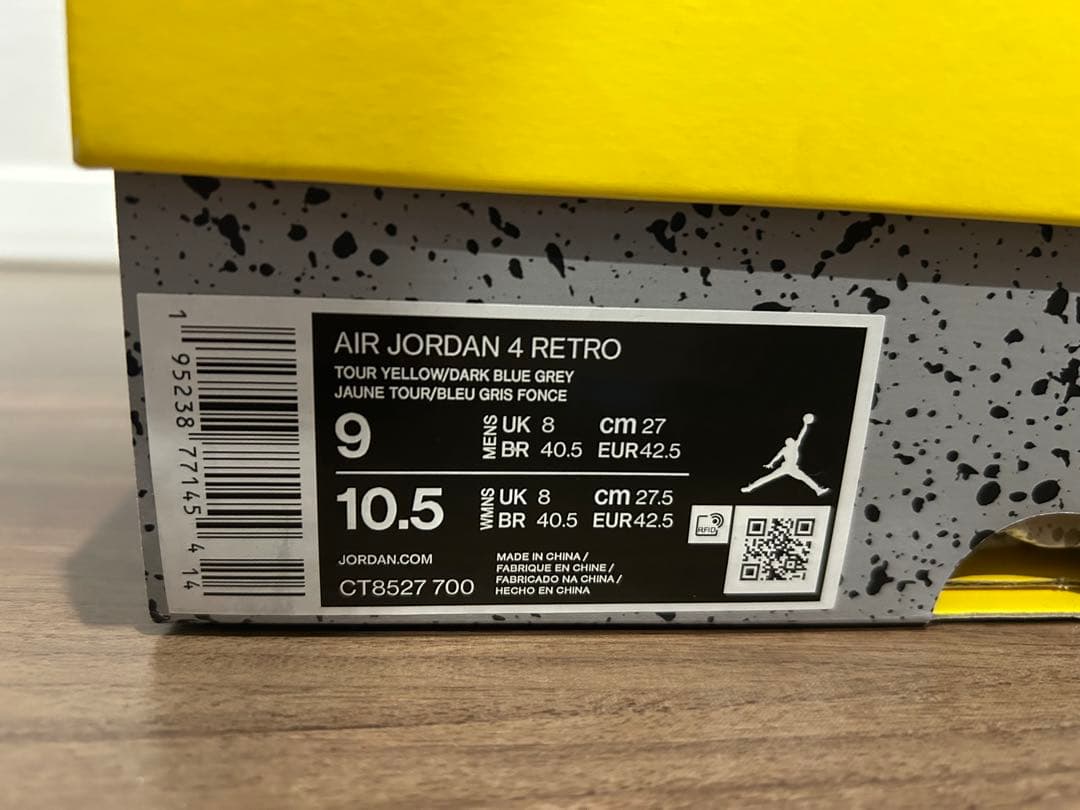 1 95238 77145 4 14
AIR JORDAN 4 RETRO
TOUR YELLOW/DARK BLUE GREY
JAUNE TOUR/BLEU GRIS FONCE
9 MENS UK 8 cm 27
BR 40.5 EUR 42.5
10.5 WMNS UK 8 cm 27.5
BR 40.5 EUR 42.5
RFID
JORDAN.COM
CT8527 700
MADE IN CHINA /
FABRIQUE EN CHINE /
FABRICADO NA CHINA /
HECHO EN CHINA